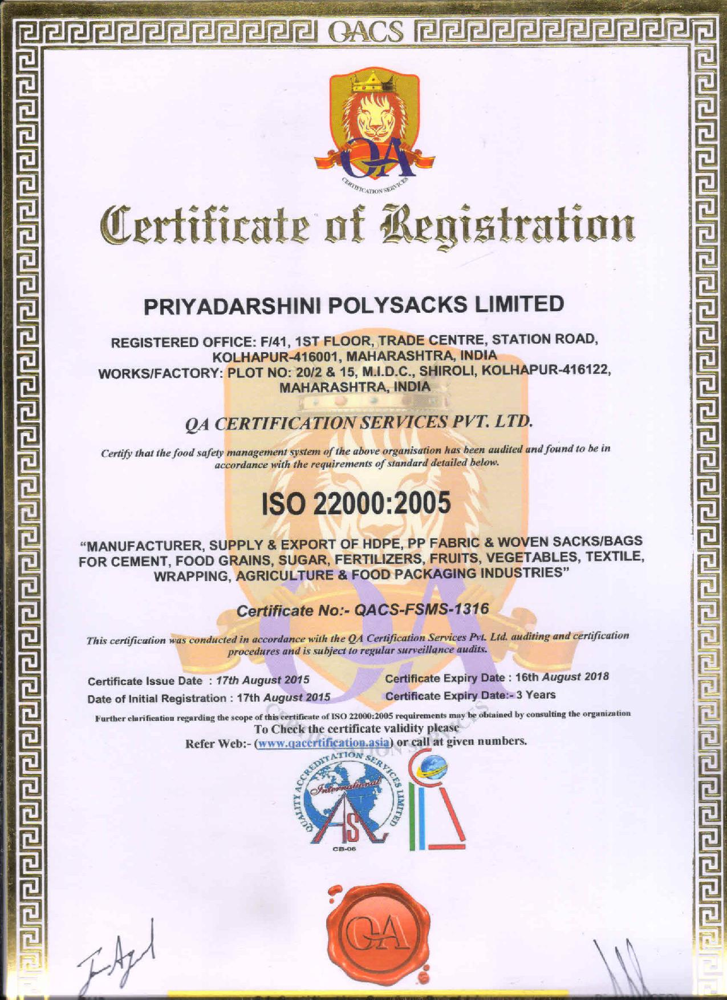 QACS
QA
CERTIFICATION SERVICES
Certificate of Registration
PRIYADARSHINI POLYSACKS LIMITED
REGISTERED OFFICE: F/41, 1ST FLOOR, TRADE CENTRE, STATION ROAD,
KOLHAPUR-416001, MAHARASHTRA, INDIA
WORKS/FACTORY: PLOT NO: 20/2 & 15, M.I.D.C., SHIROLI, KOLHAPUR-416122,
MAHARASHTRA, INDIA
QA CERTIFICATION SERVICES PVT. LTD.
Certify that the food safety management system of the above organisation has been audited and found to be in
accordance with the requirements of standard detailed below.
ISO 22000:2005
“MANUFACTURER, SUPPLY & EXPORT OF HDPE, PP FABRIC & WOVEN SACKS/BAGS
FOR CEMENT, FOOD GRAINS, SUGAR, FERTILIZERS, FRUITS, VEGETABLES, TEXTILE,
WRAPPING, AGRICULTURE & FOOD PACKAGING INDUSTRIES”
Certificate No:- QACS-FSMS-1316
This certification was conducted in accordance with the QA Certification Services Pvt. Ltd. auditing and certification
procedures and is subject to regular surveillance audits.
Certificate Issue Date : 17th August 2015 Certificate Expiry Date : 16th August 2018
Date of Initial Registration : 17th August 2015 Certificate Expiry Date:- 3 Years
Further clarification regarding the scope of this certificate of ISO 22000:2005 requirements may be obtained by consulting the organization
To Check the certificate validity please
Refer Web:- (www.qacertification.asia) or call at given numbers.
QA
CERTIFICATION SERVICES
QUALITY ACCREDITATION SERVICES LIMITED
International
ASL
CB-06
QA